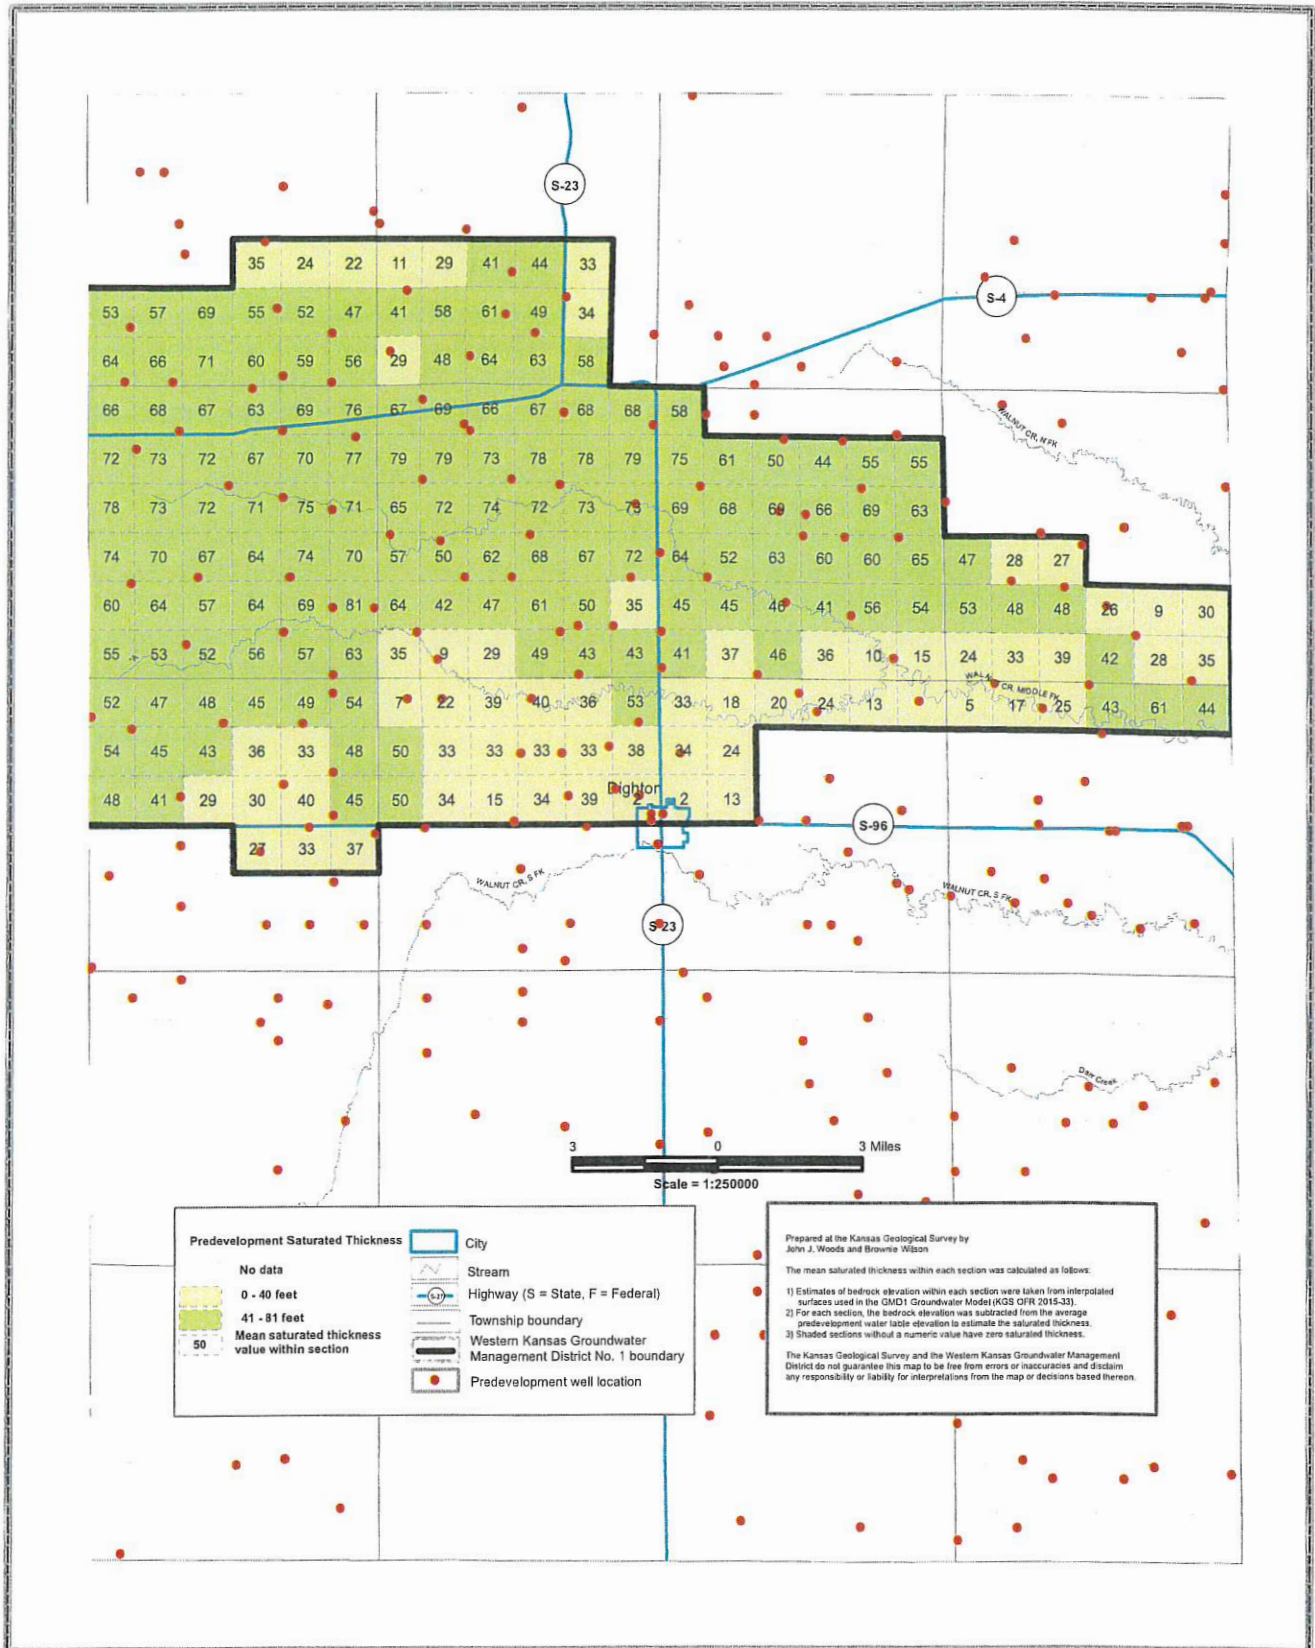 S-23
35 24 22 11 29 41 44 33
S-4
53 57 69 55 52 47 41 58 61 49 34
64 66 71 60 59 56 29 48 64 63 58
66 68 67 63 69 76 67 69 66 67 68 68 58
WALNUT CR, N FK
72 73 72 67 70 77 79 79 73 78 78 79 75 61 50 44 55 55
78 73 72 71 75 71 65 72 74 72 73 73 69 68 69 66 69 63
74 70 67 64 74 70 57 50 62 68 67 72 64 52 63 60 60 65 47 28 27
60 64 57 64 69 81 64 42 47 61 50 35 45 45 46 41 56 54 53 48 48 26 9 30
55 53 52 56 57 63 35 9 29 49 43 43 41 37 46 36 10 15 24 33 39 42 28 35
WALNUT CR, MIDDLE FK
52 47 48 45 49 54 7 22 39 40 36 53 33 18 20 24 13 5 17 25 43 61 44
54 45 43 36 33 48 50 33 33 33 33 38 34 24
Dighton
48 41 29 30 40 45 50 34 15 34 39 2 2 13
S-96
27 33 37
WALNUT CR, S FK
WALNUT CR, S FK
S-23
Darr Creek
3 0 3 Miles
Scale = 1:250000
Predevelopment Saturated Thickness
No data
0 - 40 feet
41 - 81 feet
50 Mean saturated thickness
value within section
City
Stream
Highway (S = State, F = Federal)
Township boundary
Western Kansas Groundwater
Management District No. 1 boundary
Predevelopment well location
Prepared at the Kansas Geological Survey by
John J. Woods and Brownie Wilson
The mean saturated thickness within each section was calculated as follows:
1) Estimates of bedrock elevation within each section were taken from interpolated
surfaces used in the GMD1 Groundwater Model (KGS OFR 2015-33).
2) For each section, the bedrock elevation was subtracted from the average
predevelopment water table elevation to estimate the saturated thickness.
3) Shaded sections without a numeric value have zero saturated thickness.
The Kansas Geological Survey and the Western Kansas Groundwater Management
District do not guarantee this map to be free from errors or inaccuracies and disclaim
any responsibility or liability for interpretations from the map or decisions based thereon.